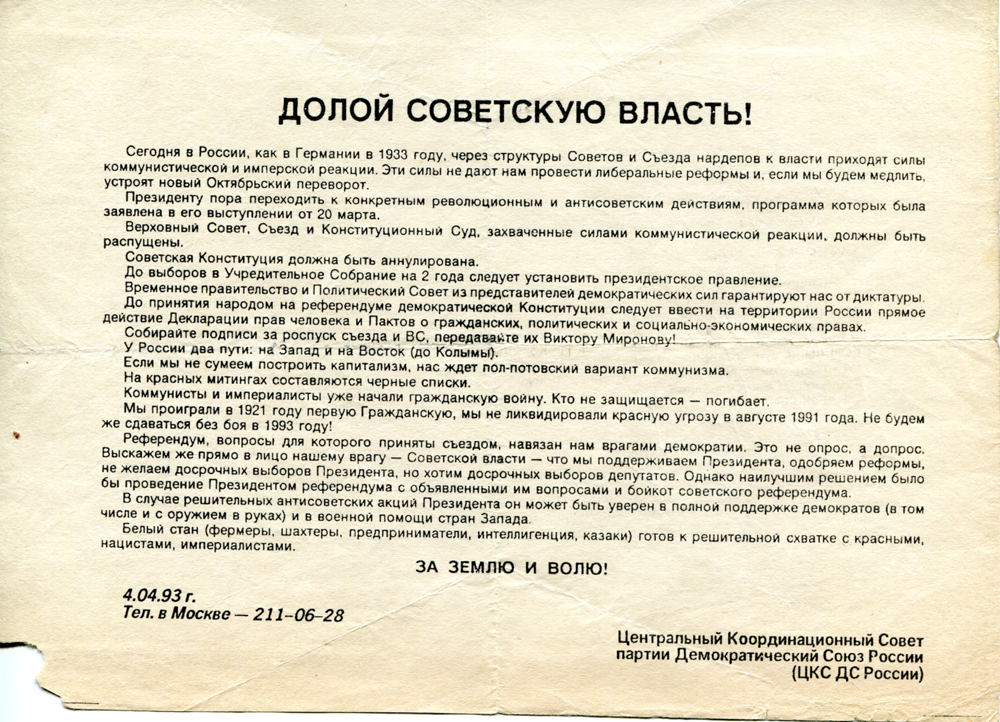 ДОЛОЙ СОВЕТСКУЮ ВЛАСТЬ!
Сегодня в России, как в Германии в 1933 году, через структуры Советов и Съезда нардепов к власти приходят силы
коммунистической и имперской реакции. Эти силы не дают нам провести либеральные реформы и, если мы будем медлить,
устроят новый Октябрьский переворот.
Президенту пора переходить к конкретным революционным и антисоветским действиям, программа которых была
заявлена в его выступлении от 20 марта.
Верховный Совет, Съезд и Конституционный Суд, захваченные силами коммунистической реакции, должны быть
распущены.
Советская Конституция должна быть аннулирована.
До выборов в Учредительное Собрание на 2 года следует установить президентское правление.
Временное правительство и Политический Совет из представителей демократических сил гарантируют нас от диктатуры.
До принятия народом на референдуме демократической Конституции следует ввести на территории России прямое
действие Декларации прав человека и Пактов о гражданских, политических и социально-экономических правах.
Собирайте подписи за роспуск съезда и ВС, передавайте их Виктору Миронову!
У России два пути: на Запад и на Восток (до Колымы).
Если мы не сумеем построить капитализм, нас ждет пол-потовский вариант коммунизма.
На красных митингах составляются черные списки.
Коммунисты и империалисты уже начали гражданскую войну. Кто не защищается — погибает.
Мы проиграли в 1921 году первую Гражданскую, мы не ликвидировали красную угрозу в августе 1991 года. Не будем
же сдаваться без боя в 1993 году!
Референдум, вопросы для которого приняты съездом, навязан нам врагами демократии. Это не опрос, а допрос.
Выскажем же прямо в лицо нашему врагу — Советской власти — что мы поддерживаем Президента, одобряем реформы,
не желаем досрочных выборов Президента, но хотим досрочных выборов депутатов. Однако наилучшим решением было
бы проведение Президентом референдума с объявленными им вопросами и бойкот советского референдума.
В случае решительных антисоветских акций Президента он может быть уверен в полной поддержке демократов (в том
числе и с оружием в руках) и в военной помощи стран Запада.
Белый стан (фермеры, шахтеры, предприниматели, интеллигенция, казаки) готов к решительной схватке с красными,
нацистами, империалистами.
ЗА ЗЕМЛЮ И ВОЛЮ!
4.04.93 г.
Тел. в Москве — 211-06-28
Центральный Координационный Совет
партии Демократический Союз России
(ЦКС ДС России)